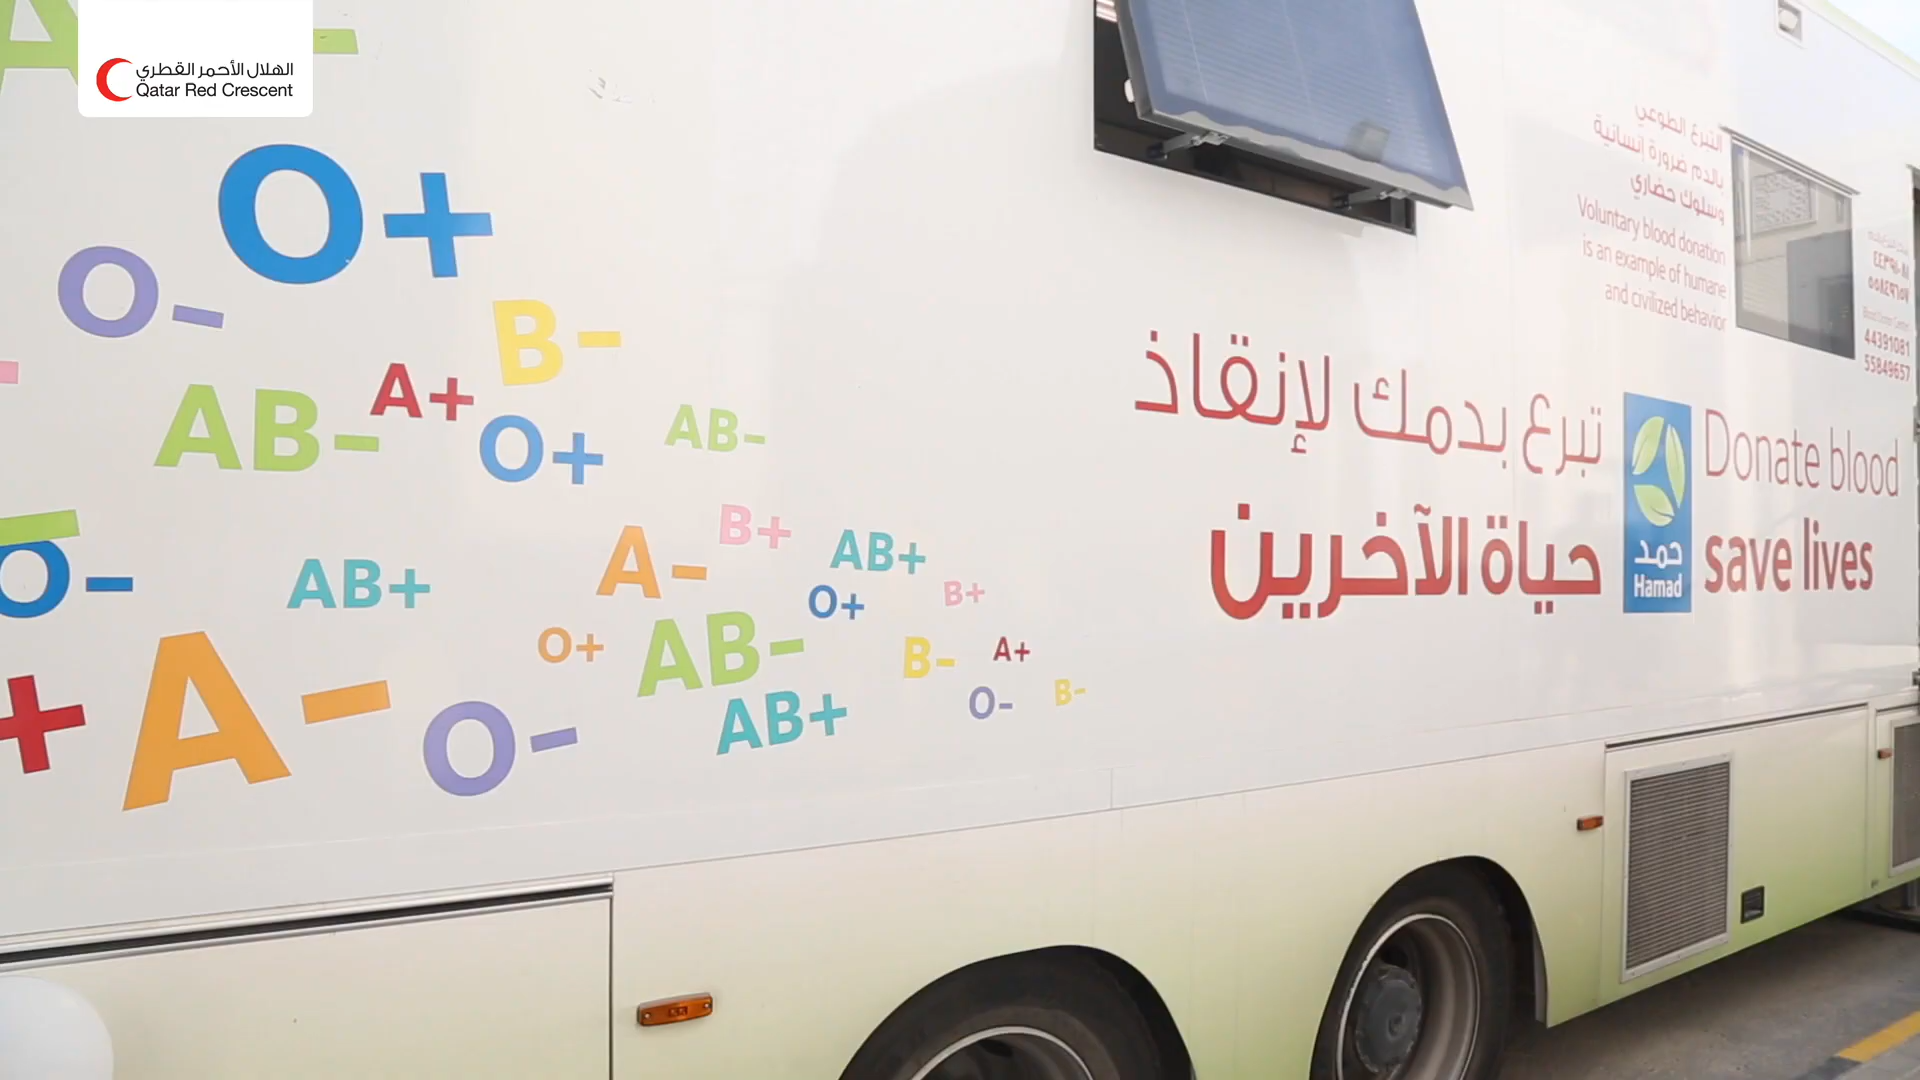 الهلال الأحمر القطري
Qatar Red Crescent
A
O+
O-
B-
A+
AB-
O+
AB-
B+
A-
AB+
O-
AB+
O+
B+
O+
AB-
B-
A+
A-
O-
AB+
O-
B-
التبرع الطوعي
بالدم ضرورة إنسانية
وسلوك حضاري
Voluntary blood donation
is an example of humane
and civilized behavior
44391081
55849657
تبرع بدمك لإنقاذ
حياة الآخرين
حمد
Hamad
Donate blood
save lives